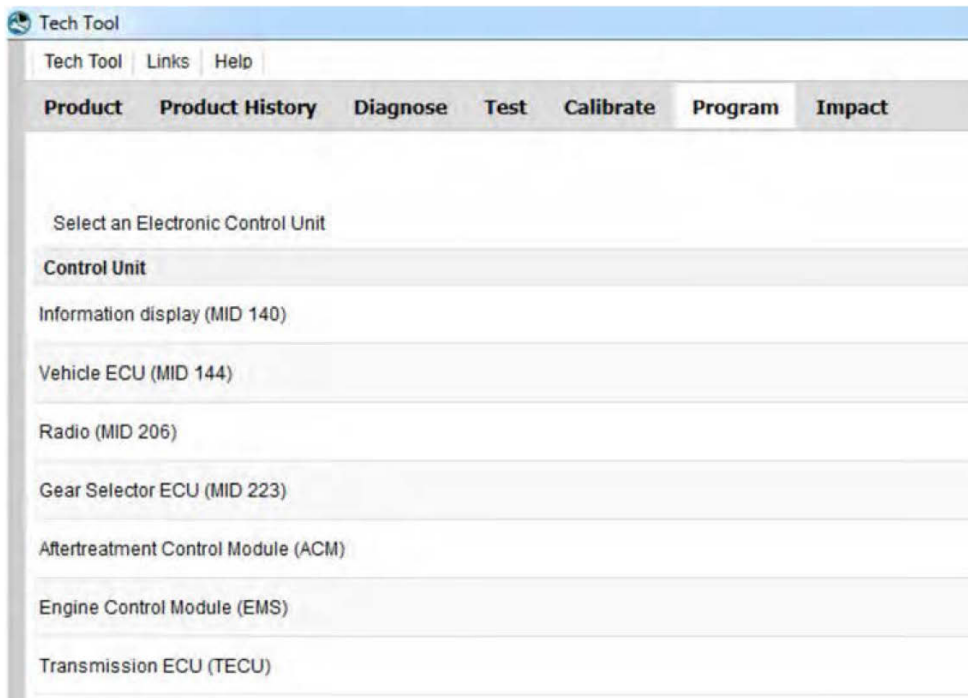 Tech Tool
Tech Tool Links Help
Product Product History Diagnose Test Calibrate Program Impact
Select an Electronic Control Unit
Control Unit
Information display (MID 140)
Vehicle ECU (MID 144)
Radio (MID 206)
Gear Selector ECU (MID 223)
Aftertreatment Control Module (ACM)
Engine Control Module (EMS)
Transmission ECU (TECU)